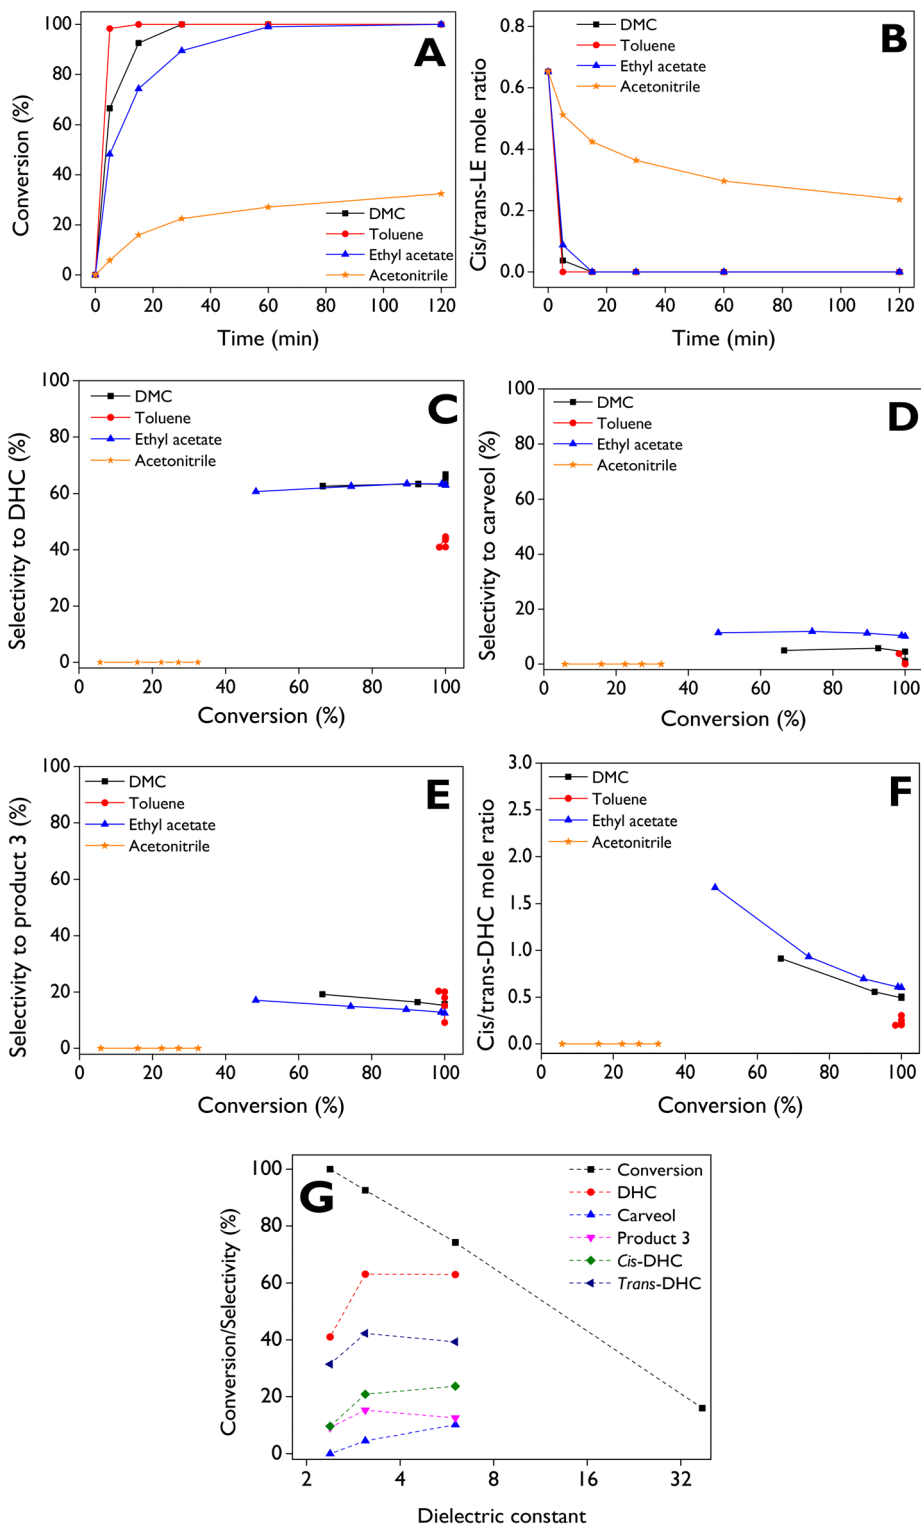 A
Conversion (%)
100
80
60
40
20
0
DMC
Toluene
Ethyl acetate
Acetonitrile
0 20 40 60 80 100 120
Time (min)
B
Cis/trans-LE mole ratio
0.8
0.6
0.4
0.2
0.0
DMC
Toluene
Ethyl acetate
Acetonitrile
0 20 40 60 80 100 120
Time (min)
C
Selectivity to DHC (%)
100
80
60
40
20
0
DMC
Toluene
Ethyl acetate
Acetonitrile
0 20 40 60 80 100
Conversion (%)
D
Selectivity to carveol (%)
100
80
60
40
20
0
DMC
Toluene
Ethyl acetate
Acetonitrile
0 20 40 60 80 100
Conversion (%)
E
Selectivity to product 3 (%)
100
80
60
40
20
0
DMC
Toluene
Ethyl acetate
Acetonitrile
0 20 40 60 80 100
Conversion (%)
F
Cis/trans-DHC mole ratio
3.0
2.5
2.0
1.5
1.0
0.5
0.0
DMC
Toluene
Ethyl acetate
Acetonitrile
0 20 40 60 80 100
Conversion (%)
G
Conversion/Selectivity (%)
100
80
60
40
20
0
Conversion
DHC
Carveol
Product 3
Cis-DHC
Trans-DHC
2 4 8 16 32
Dielectric constant